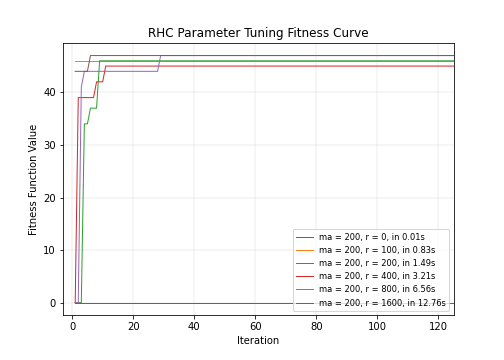 RHC Parameter Tuning Fitness Curve
Fitness Function Value
40
30
20
10
0
ma = 200, r = 0, in 0.01s
ma = 200, r = 100, in 0.83s
ma = 200, r = 200, in 1.49s
ma = 200, r = 400, in 3.21s
ma = 200, r = 800, in 6.56s
ma = 200, r = 1600, in 12.76s
0 20 40 60 80 100 120
Iteration